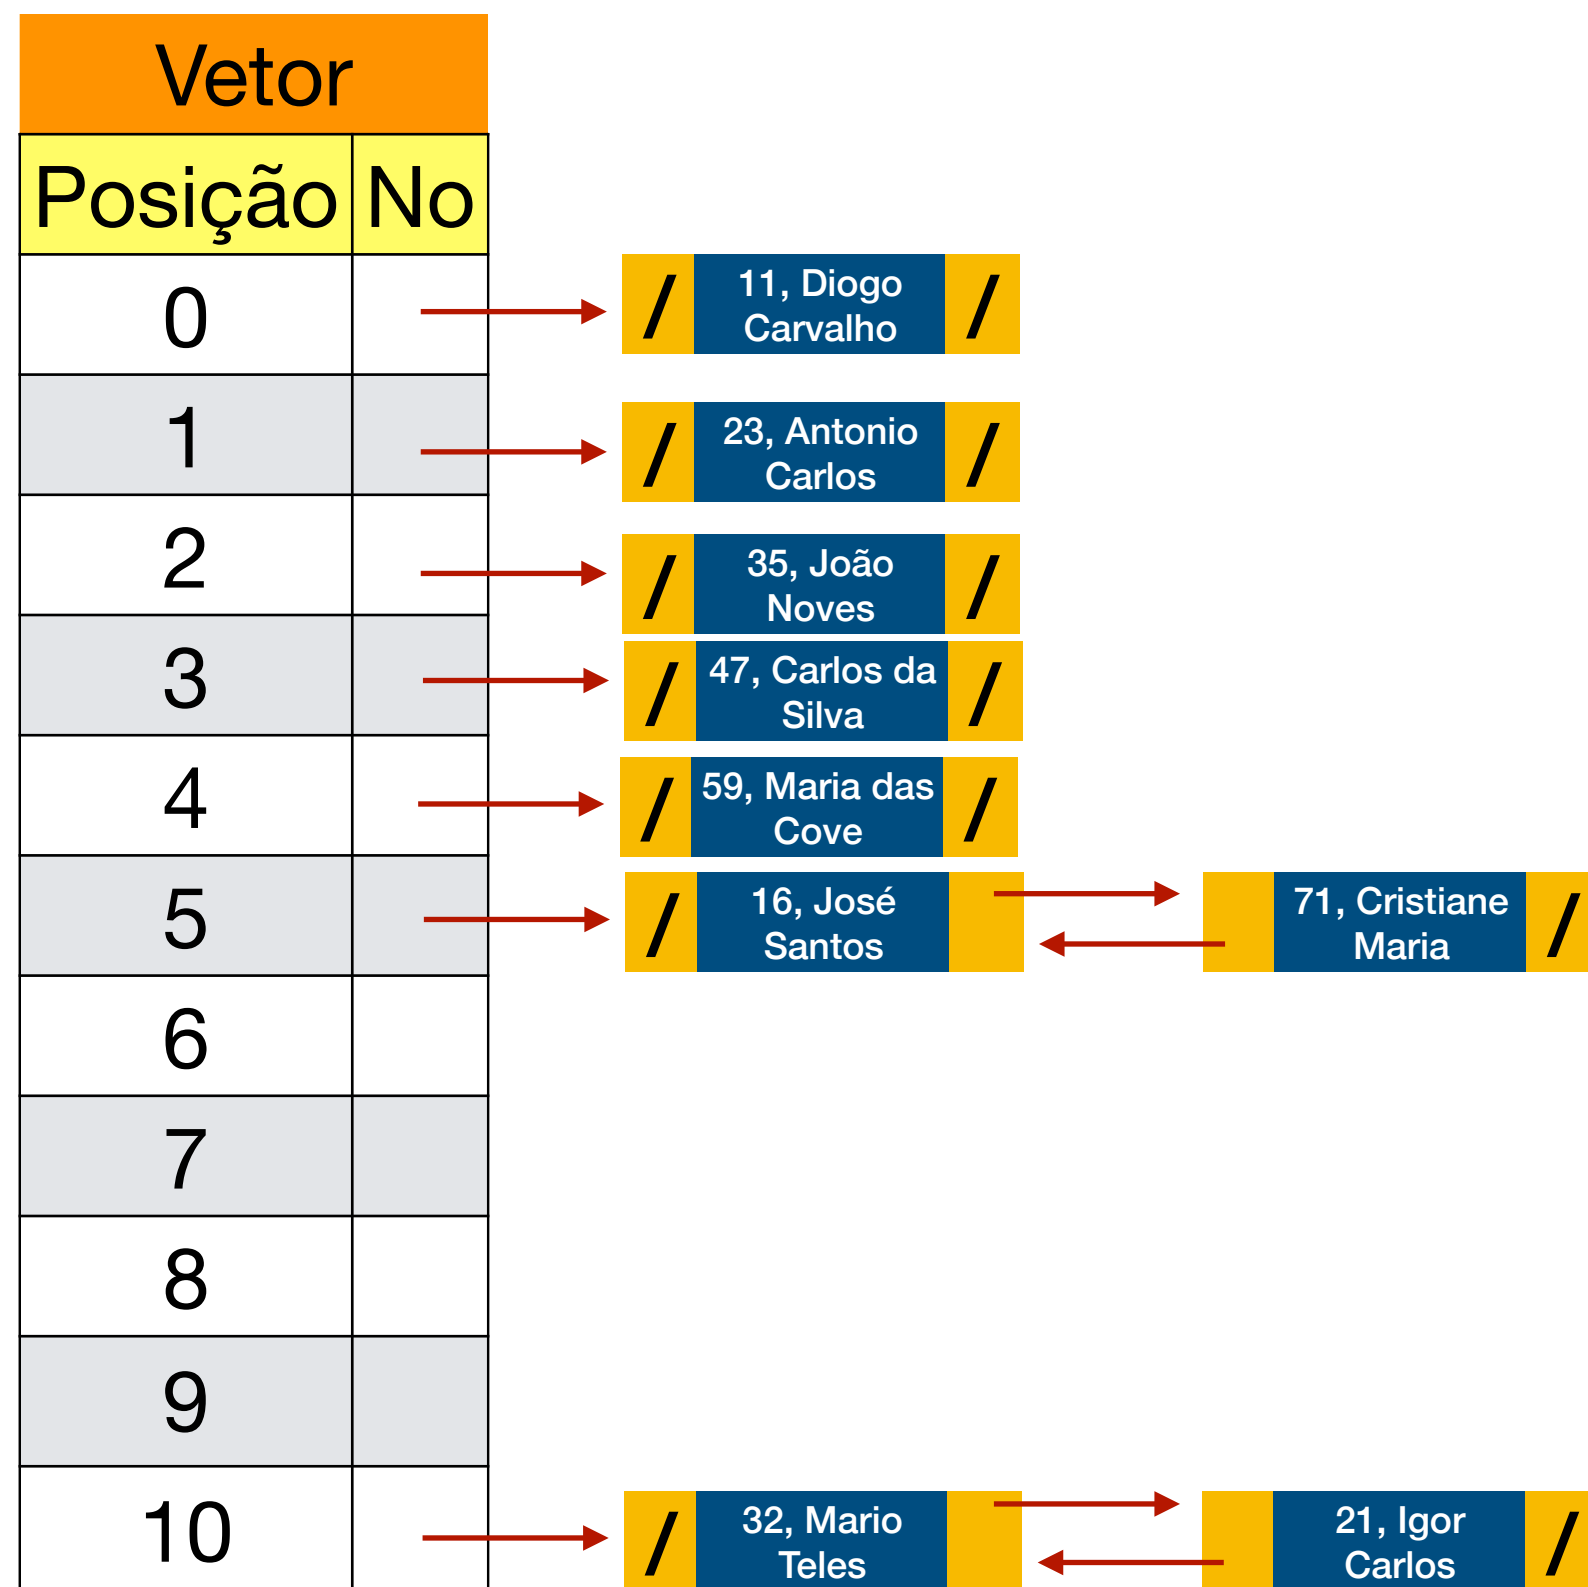 Vetor
Posição No
0
/ 11, Diogo /
Carvalho
1
/ 23, Antonio /
Carlos
2
/ 35, João /
Noves
3
/ 47, Carlos da /
Silva
4
/ 59, Maria das /
Cove
5
/ 16, José
Santos
71, Cristiane /
Maria
6
7
8
9
10
/ 32, Mario
Teles
21, Igor /
Carlos